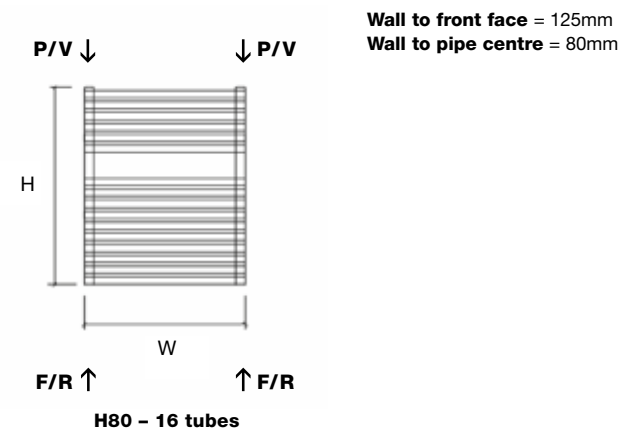 Wall to front face = 125mm
Wall to pipe centre = 80mm
P/V ↓ ↓ P/V
H
W
F/R ↑ ↑ F/R
H80 – 16 tubes